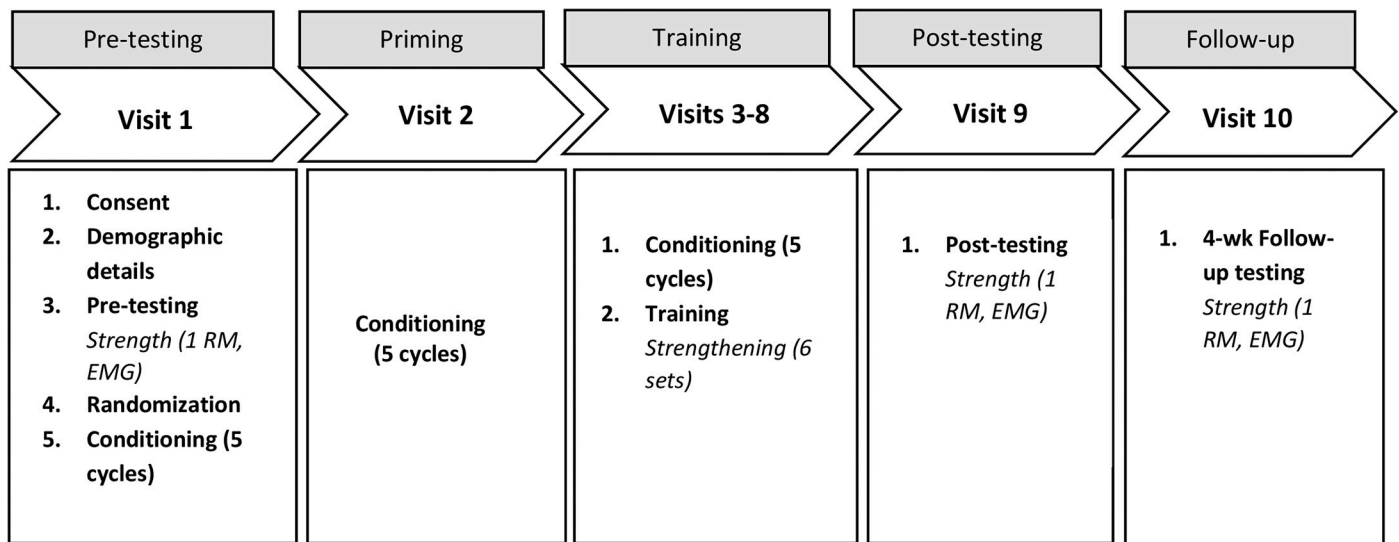 Pre-testing
Priming
Training
Post-testing
Follow-up
Visit 1
Visit 2
Visits 3-8
Visit 9
Visit 10
1. Consent
2. Demographic
details
3. Pre-testing
Strength (1 RM,
EMG)
4. Randomization
5. Conditioning (5
cycles)
Conditioning
(5 cycles)
1. Conditioning (5
cycles)
2. Training
Strengthening (6
sets)
1. Post-testing
Strength (1
RM, EMG)
1. 4-wk Follow-
up testing
Strength (1
RM, EMG)